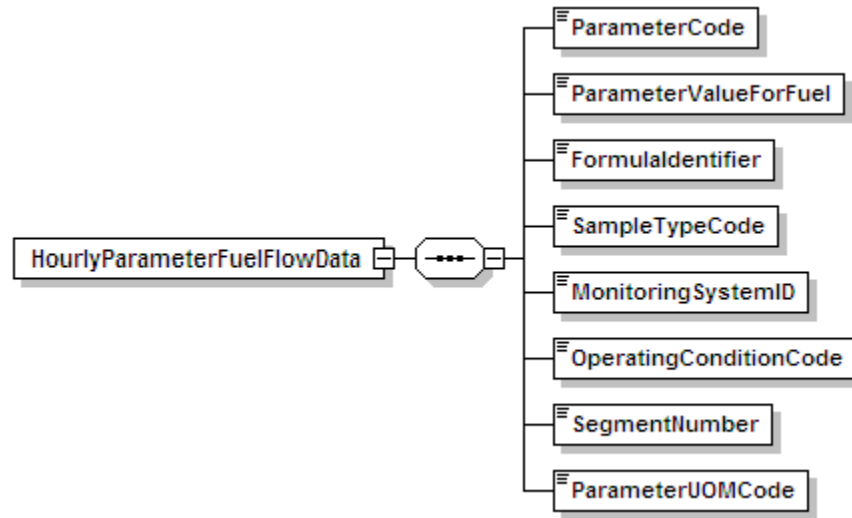 ParameterCode
ParameterValueForFuel
FormulaIdentifier
SampleTypeCode
HourlyParameterFuelFlowData
MonitoringSystemID
OperatingConditionCode
SegmentNumber
ParameterUOMCode